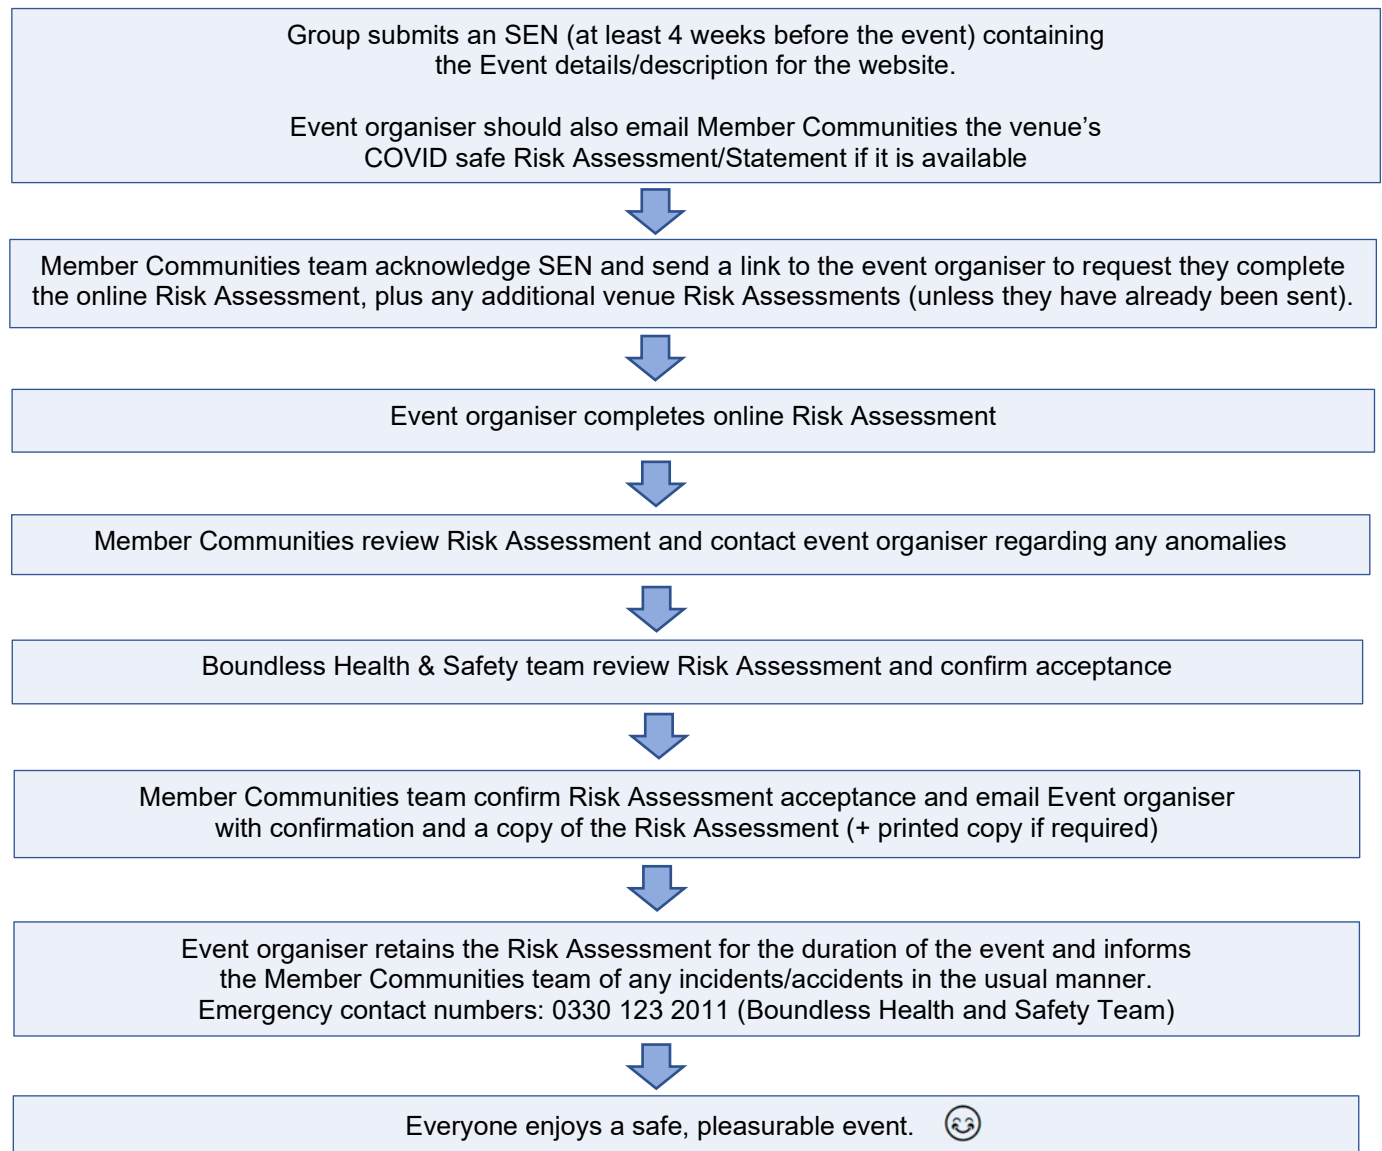 Group submits an SEN (at least 4 weeks before the event) containing
the Event details/description for the website.
Event organiser should also email Member Communities the venue’s
COVID safe Risk Assessment/Statement if it is available
Member Communities team acknowledge SEN and send a link to the event organiser to request they complete
the online Risk Assessment, plus any additional venue Risk Assessments (unless they have already been sent).
Event organiser completes online Risk Assessment
Member Communities review Risk Assessment and contact event organiser regarding any anomalies
Boundless Health & Safety team review Risk Assessment and confirm acceptance
Member Communities team confirm Risk Assessment acceptance and email Event organiser
with confirmation and a copy of the Risk Assessment (+ printed copy if required)
Event organiser retains the Risk Assessment for the duration of the event and informs
the Member Communities team of any incidents/accidents in the usual manner.
Emergency contact numbers: 0330 123 2011 (Boundless Health and Safety Team)
Everyone enjoys a safe, pleasurable event.